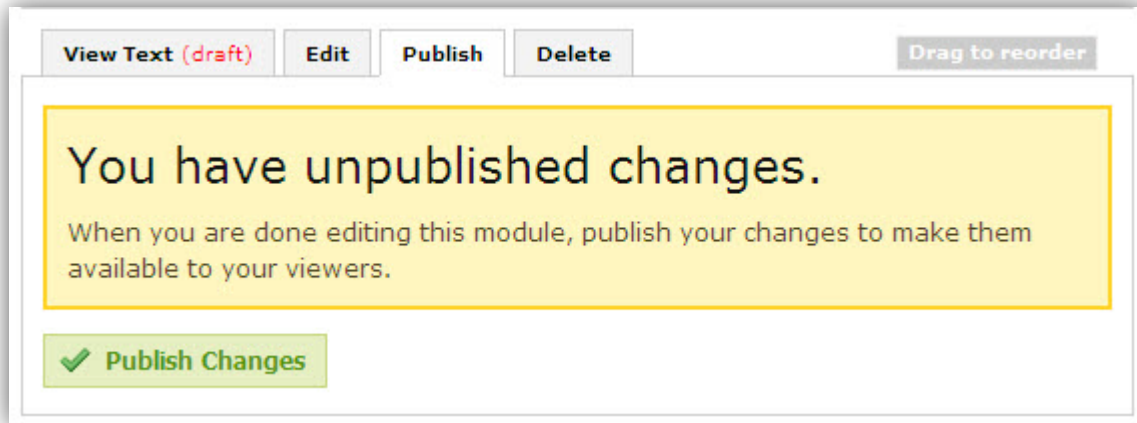 View Text (draft) Edit Publish Delete Drag to reorder
You have unpublished changes.
When you are done editing this module, publish your changes to make them
available to your viewers.
Publish Changes